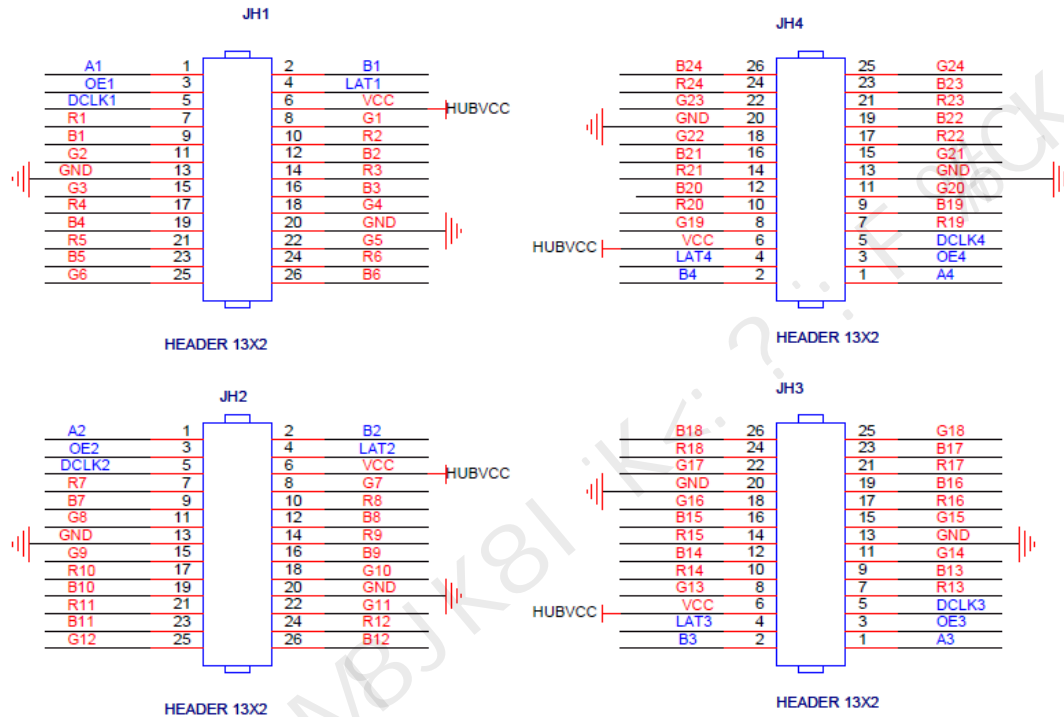 JH1
A1 1 2 B1
OE1 3 4 LAT1
DCLK1 5 6 VCC HUBVCC
R1 7 8 G1
B1 9 10 R2
G2 11 12 B2
GND 13 14 R3
G3 15 16 B3
R4 17 18 G4
B4 19 20 GND
R5 21 22 G5
B5 23 24 R6
G6 25 26 B6
HEADER 13X2
JH4
B24 26 25 G24
R24 24 23 B23
G23 22 21 R23
GND 20 19 B22
G22 18 17 R22
B21 16 15 G21
R21 14 13 GND
B20 12 11 G20
R20 10 9 B19
G19 8 7 R19
HUBVCC VCC 6 5 DCLK4
LAT4 4 3 OE4
B4 2 1 A4
HEADER 13X2
JH2
A2 1 2 B2
OE2 3 4 LAT2
DCLK2 5 6 VCC HUBVCC
R7 7 8 G7
B7 9 10 R8
G8 11 12 B8
GND 13 14 R9
G9 15 16 B9
R10 17 18 G10
B10 19 20 GND
R11 21 22 G11
B11 23 24 R12
G12 25 26 B12
HEADER 13X2
JH3
B18 26 25 G18
R18 24 23 B17
G17 22 21 R17
GND 20 19 B16
G16 18 17 R16
B15 16 15 G15
R15 14 13 GND
B14 12 11 G14
R14 10 9 B13
G13 8 7 R13
HUBVCC VCC 6 5 DCLK3
LAT3 4 3 OE3
B3 2 1 A3
HEADER 13X2